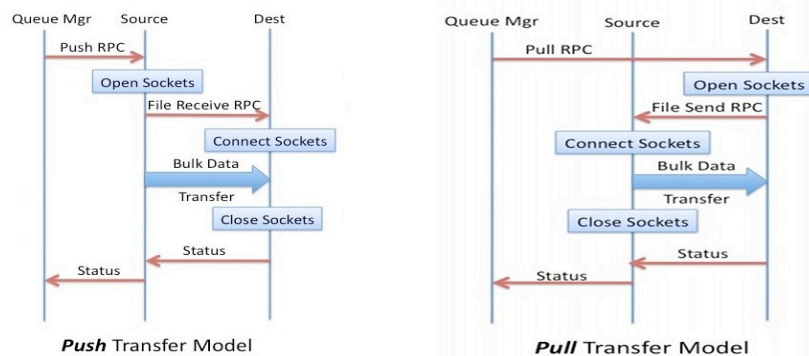 Queue Mgr Source Dest
Push RPC
Open Sockets
File Receive RPC
Connect Sockets
Bulk Data
Transfer
Close Sockets
Status
Status
Push Transfer Model
Queue Mgr Source Dest
Pull RPC
Open Sockets
File Send RPC
Connect Sockets
Bulk Data
Transfer
Close Sockets
Status
Status
Pull Transfer Model